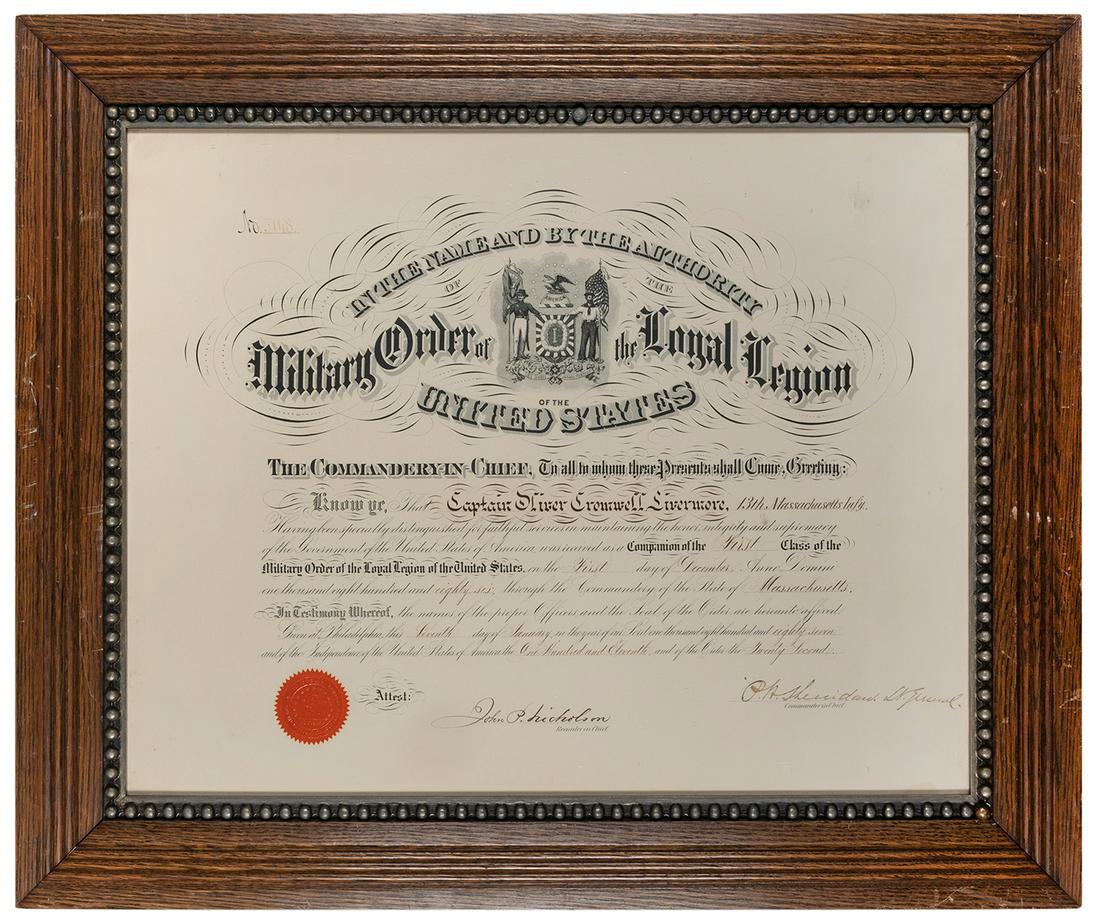 No. 5148
IN THE NAME AND BY THE AUTHORITY
OF THE
Military Order of the Loyal Legion
OF THE
UNITED STATES
THE COMMANDERY-IN-CHIEF, To all to whom these Presents shall Come, Greeting:
Know ye, That Captain Oliver Cromwell Livermore, 13th Massachusetts Infy.
Having been specially distinguished for faithful services in maintaining the honor, integrity and supremacy
of the Government of the United States of America was received as a Companion of the First Class of the
Military Order of the Loyal Legion of the United States, on the First day of December, Anno Domini
one thousand eight hundred and eighty six, through the Commandery of the State of Massachusetts.
In Testimony Whereof, the names of the proper Officers and the Seal of the Order are hereunto affixed.
Given at Philadelphia, this Seventh day of January, in the year of our Lord one thousand eight hundred and eighty seven
and of the Independence of the United States of America the One Hundred and Eleventh, and of the Order the Twenty Second.
Attest:
John P. Nicholson
Recorder in Chief
P. H. Sheridan Lt. General
Commander in Chief